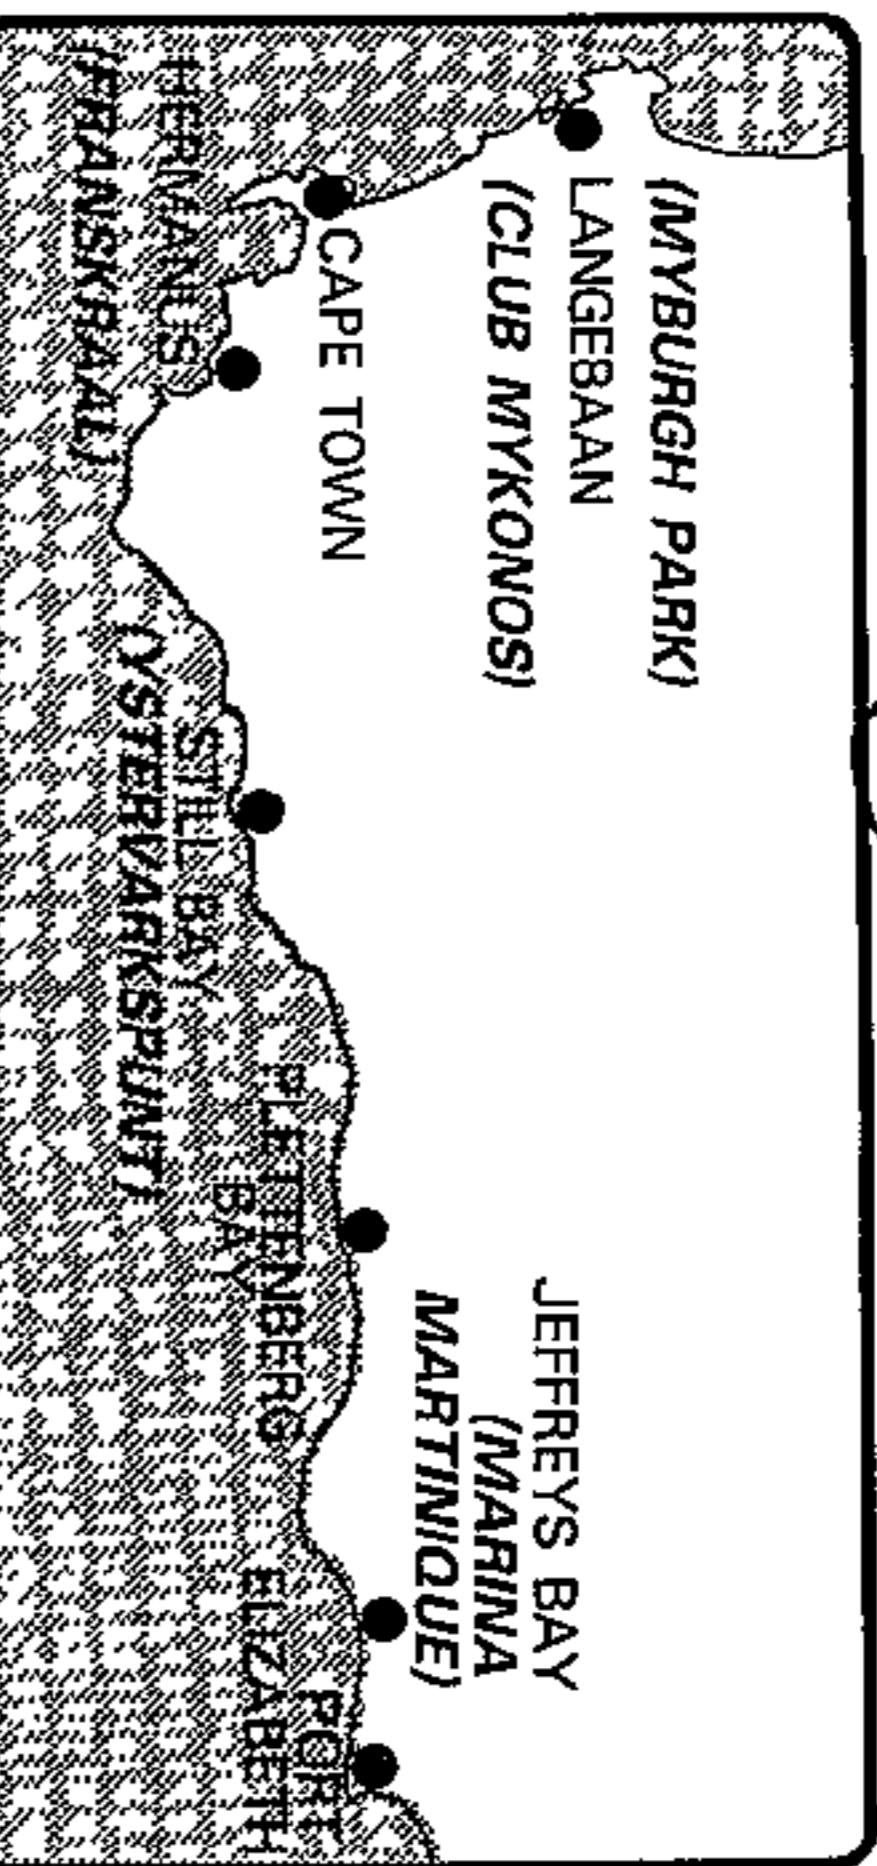 (MYBURGH PARK)
LANGEBAAN
(CLUB MYKONOS)
CAPE TOWN
HERMANUS
(FRANSKRAAL)
STILL BAY
(YSTERVARKSPUNT)
PLETTENBERG
BAY
JEFFREYS BAY
(MARINA
MARTINIQUE)
PORT
ELIZABETH